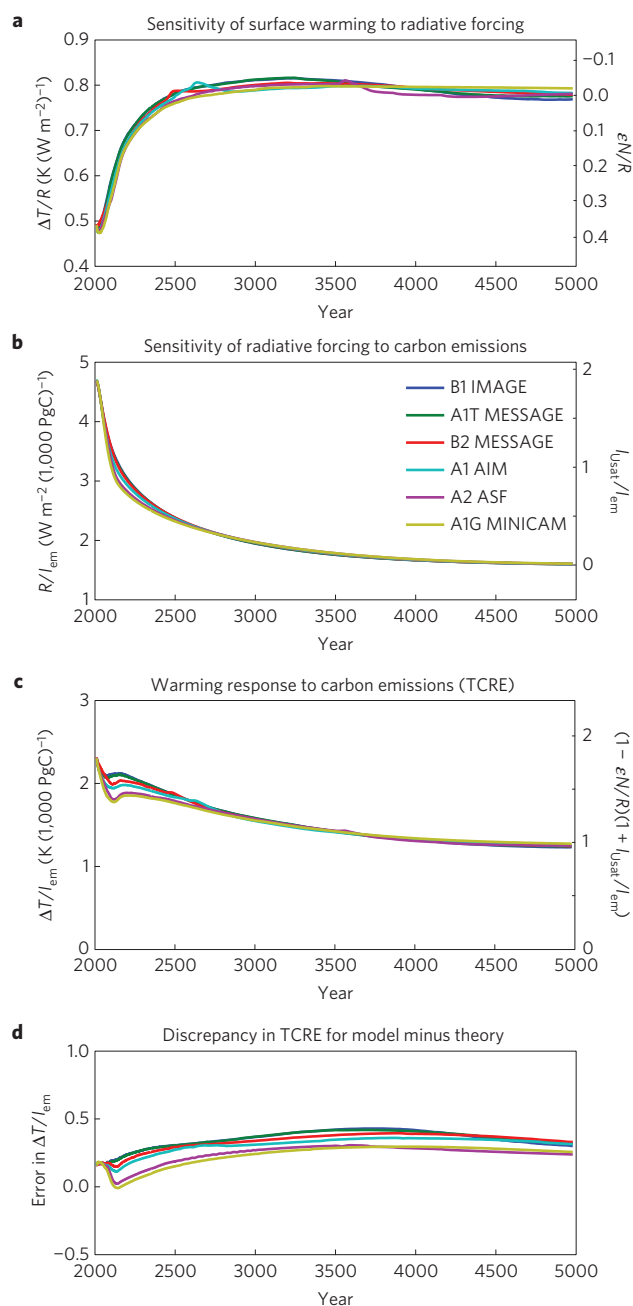 a
Sensitivity of surface warming to radiative forcing
0.9
0.8
0.7
0.6
0.5
0.4
ΔT/R (K (W m−2)−1)
−0.1
0.0
0.1
0.2
0.3
0.4
εN/R
2000 2500 3000 3500 4000 4500 5000
Year
b
Sensitivity of radiative forcing to carbon emissions
5
4
3
2
1
R/Iem (W m−2 (1,000 PgC)−1)
B1 IMAGE
A1T MESSAGE
B2 MESSAGE
A1 AIM
A2 ASF
A1G MINICAM
2
1
0
IUsat/Iem
2000 2500 3000 3500 4000 4500 5000
Year
c
Warming response to carbon emissions (TCRE)
3
2
1
0
ΔT/Iem (K (1,000 PgC)−1)
2
1
0
(1 − εN/R)(1 + IUsat/Iem)
2000 2500 3000 3500 4000 4500 5000
Year
d
Discrepancy in TCRE for model minus theory
1.0
0.5
0.0
−0.5
Error in ΔT/Iem
2000 2500 3000 3500 4000 4500 5000
Year